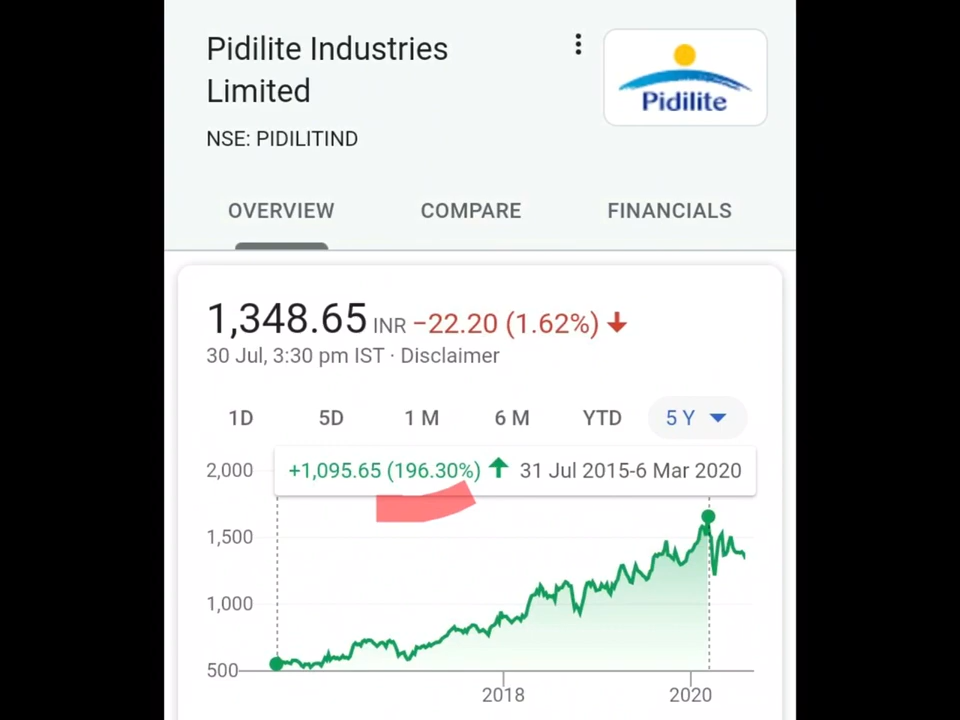 Pidilite Industries
Limited
Pidilite
NSE: PIDILITIND
OVERVIEW COMPARE FINANCIALS
1,348.65 INR −22.20 (1.62%)
30 Jul, 3:30 pm IST · Disclaimer
1D 5D 1 M 6 M YTD 5 Y
2,000 +1,095.65 (196.30%) 31 Jul 2015-6 Mar 2020
1,500
1,000
500
2018 2020